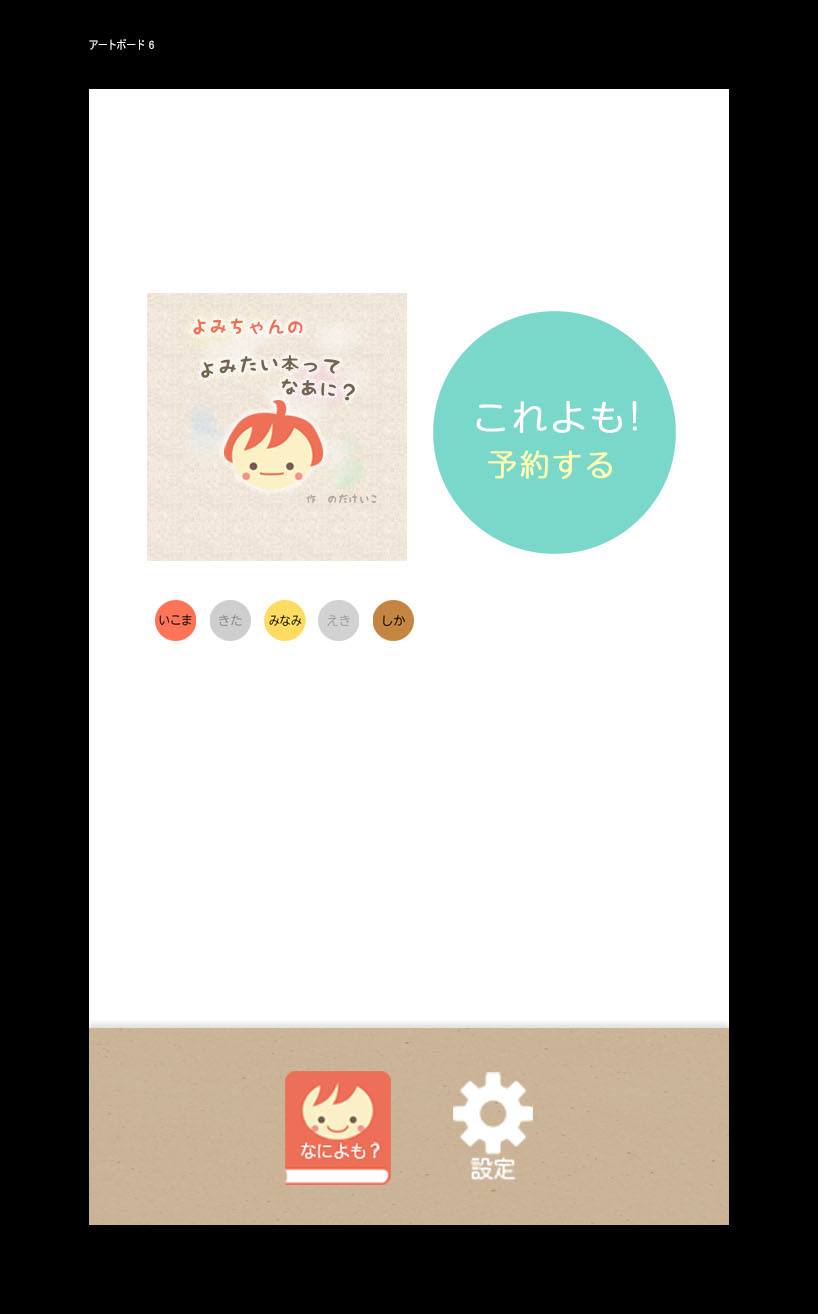 アートボード 6
よみちゃんの
よみたい本って
なあに？
作　のだけいこ
これよも!
予約する
いこま
きた
みなみ
えき
しか
なによも？
設定